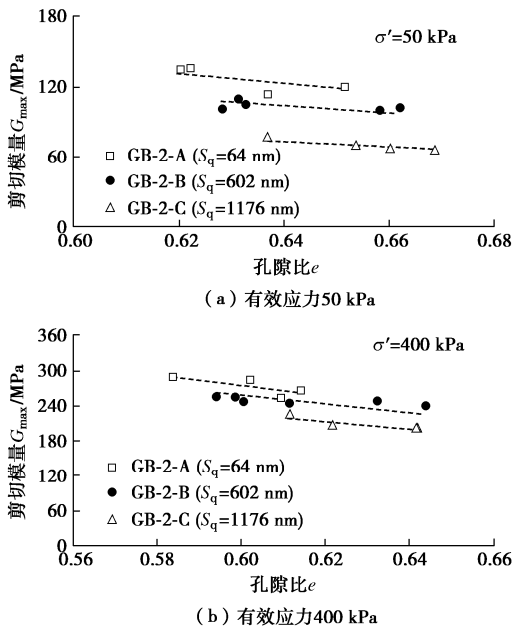 180
σ′=50 kPa
120
剪切模量Gmax/MPa
60
GB-2-A (Sq=64 nm)
GB-2-B (Sq=602 nm)
GB-2-C (Sq=1176 nm)
0
0.60 0.62 0.64 0.66 0.68
孔隙比e
（a）有效应力50 kPa
360
σ′=400 kPa
300
240
剪切模量Gmax/MPa
180
120
GB-2-A (Sq=64 nm)
GB-2-B (Sq=602 nm)
60
GB-2-C (Sq=1176 nm)
0
0.56 0.58 0.60 0.62 0.64 0.66
孔隙比e
（b）有效应力400 kPa